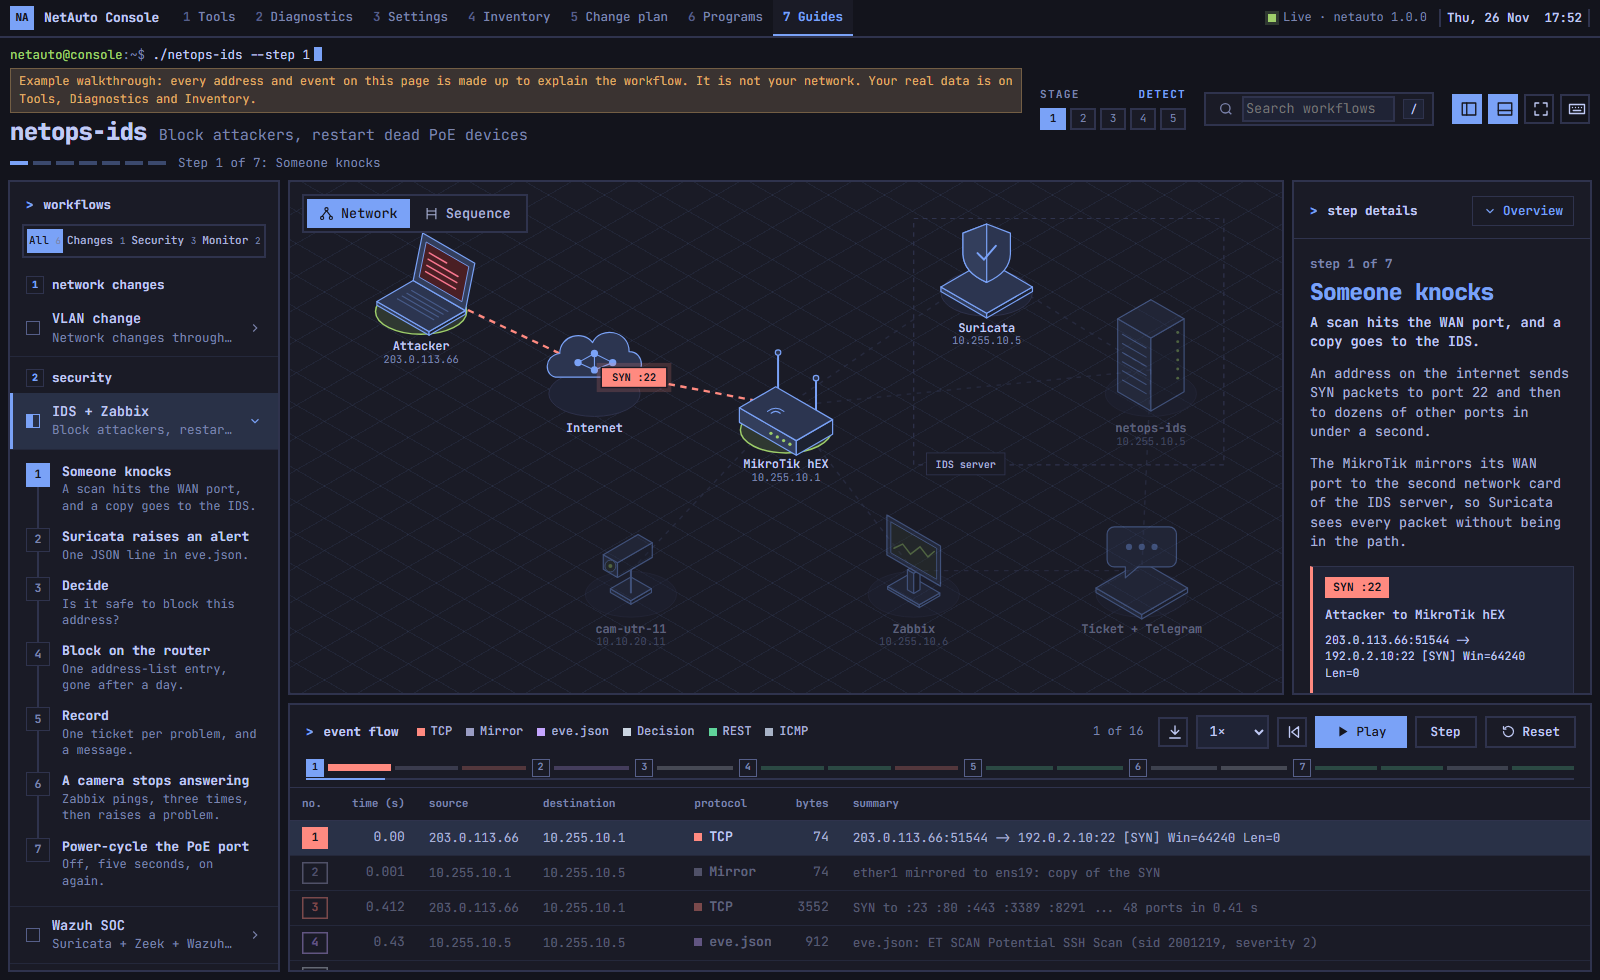 NA NetAuto Console 1 Tools 2 Diagnostics 3 Settings 4 Inventory 5 Change plan 6 Programs 7 Guides Live · netauto 1.0.0 Thu, 26 Nov 17:52
netauto@console:~$ ./netops-ids --step 1
Example walkthrough: every address and event on this page is made up to explain the workflow. It is not your network. Your real data is on
Tools, Diagnostics and Inventory.
STAGE DETECT
1 2 3 4 5
Search workflows /
netops-ids Block attackers, restart dead PoE devices
Step 1 of 7: Someone knocks
> workflows
All Changes 1 Security 3 Monitor 2
1 network changes
VLAN change
Network changes through…
2 security
IDS + Zabbix
Block attackers, restar…
1 Someone knocks
A scan hits the WAN port,
and a copy goes to the IDS.
2 Suricata raises an alert
One JSON line in eve.json.
3 Decide
Is it safe to block this
address?
4 Block on the router
One address-list entry,
gone after a day.
5 Record
One ticket per problem, and
a message.
6 A camera stops answering
Zabbix pings, three times,
then raises a problem.
7 Power-cycle the PoE port
Off, five seconds, on
again.
Wazuh SOC
Suricata + Zeek + Wazuh…
Network Sequence
Attacker
203.0.113.66
Internet
SYN :22
MikroTik hEX
10.255.10.1
Suricata
10.255.10.5
netops-ids
10.255.10.5
IDS server
cam-utr-11
10.10.20.11
Zabbix
10.255.10.6
Ticket + Telegram
> step details Overview
step 1 of 7
Someone knocks
A scan hits the WAN port, and a
copy goes to the IDS.
An address on the internet sends
SYN packets to port 22 and then
to dozens of other ports in
under a second.
The MikroTik mirrors its WAN
port to the second network card
of the IDS server, so Suricata
sees every packet without being
in the path.
SYN :22
Attacker to MikroTik hEX
203.0.113.66:51544 →
192.0.2.10:22 [SYN] Win=64240
Len=0
> event flow TCP Mirror eve.json Decision REST ICMP 1 of 16 1× Play Step Reset
1 2 3 4 5 6 7
no. time (s) source destination protocol bytes summary
1 0.00 203.0.113.66 10.255.10.1 TCP 74 203.0.113.66:51544 → 192.0.2.10:22 [SYN] Win=64240 Len=0
2 0.001 10.255.10.1 10.255.10.5 Mirror 74 ether1 mirrored to ens19: copy of the SYN
3 0.412 203.0.113.66 10.255.10.1 TCP 3552 SYN to :23 :80 :443 :3389 :8291 ... 48 ports in 0.41 s
4 0.43 10.255.10.5 10.255.10.5 eve.json 912 eve.json: ET SCAN Potential SSH Scan (sid 2001219, severity 2)